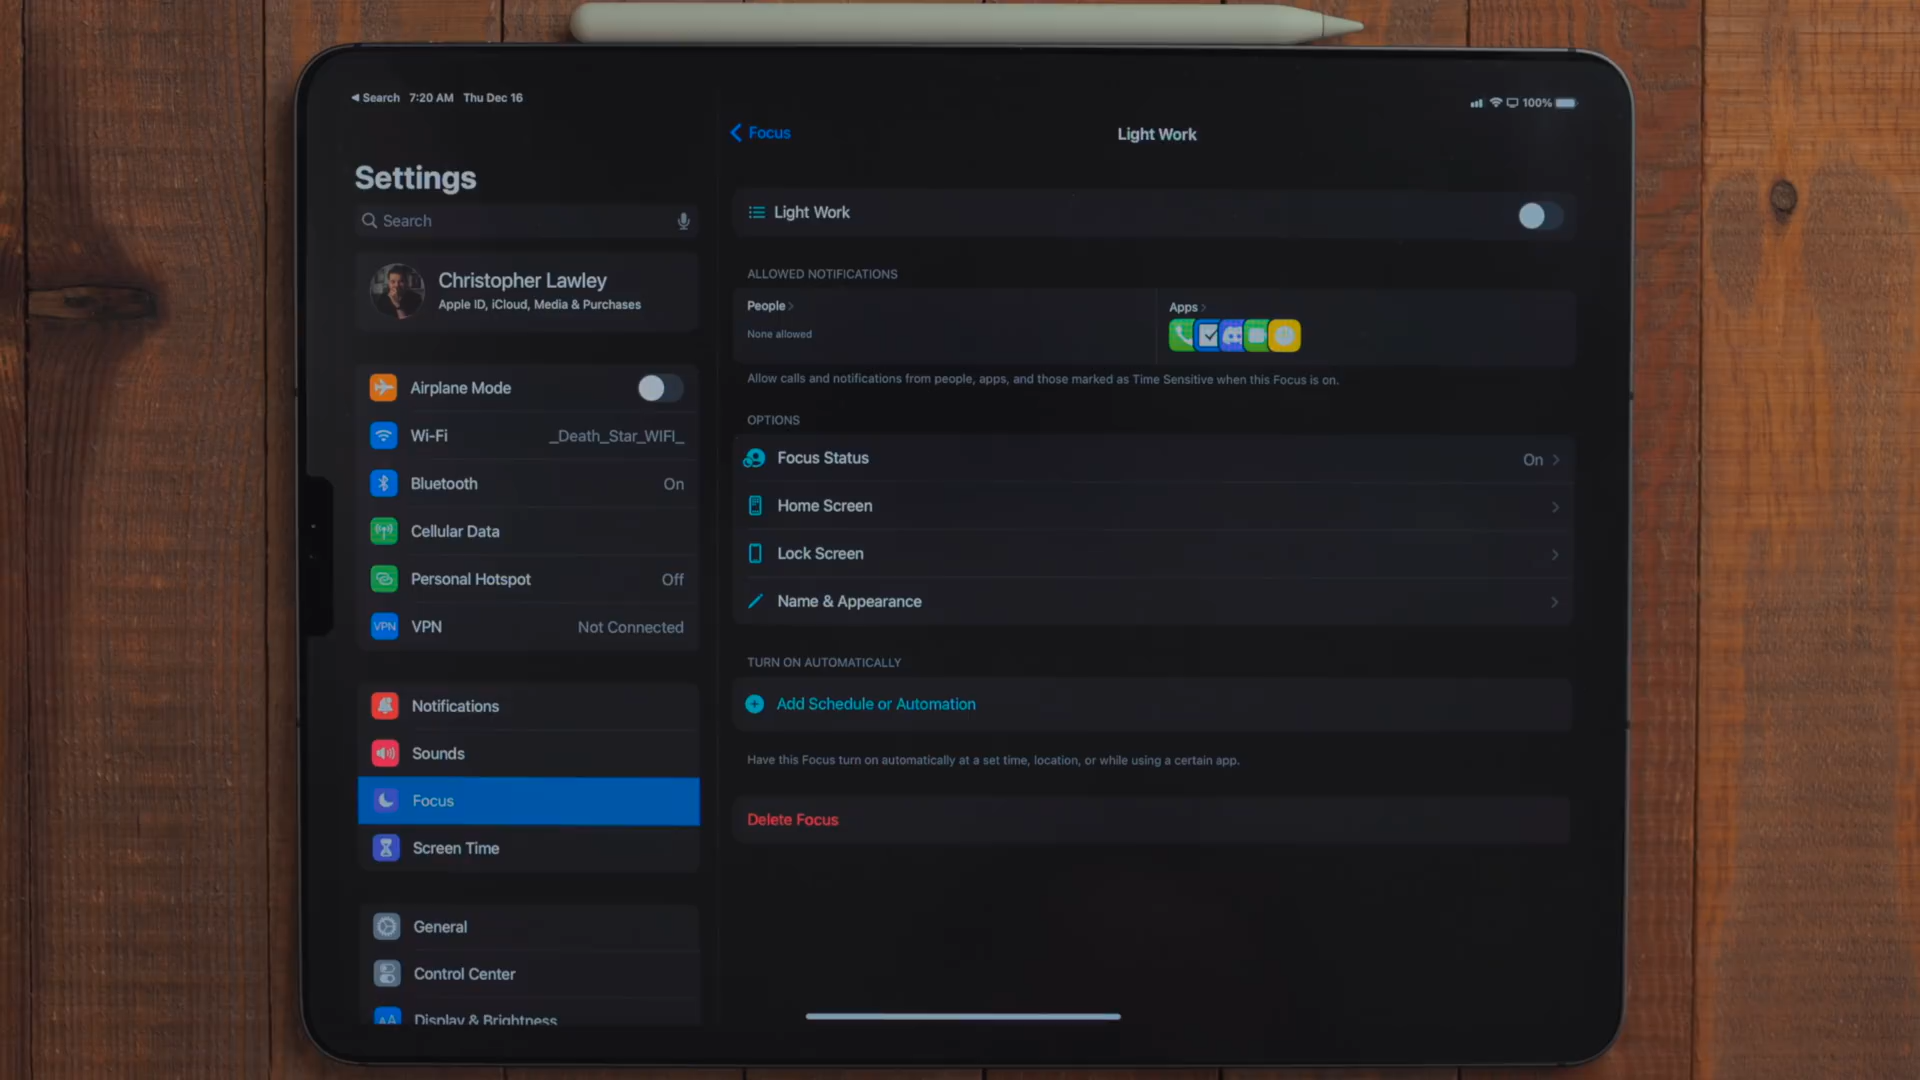 Search 7:20 AM Thu Dec 16
100%
Settings
Search
Christopher Lawley
Apple ID, iCloud, Media & Purchases
Airplane Mode
Wi-Fi _Death_Star_WIFI_
Bluetooth On
Cellular Data
Personal Hotspot Off
VPN VPN Not Connected
Notifications
Sounds
Focus
Screen Time
General
Control Center
AA Display & Brightness
Focus
Light Work
Light Work
ALLOWED NOTIFICATIONS
People
None allowed
Apps
Allow calls and notifications from people, apps, and those marked as Time Sensitive when this Focus is on.
OPTIONS
Focus Status On
Home Screen
Lock Screen
Name & Appearance
TURN ON AUTOMATICALLY
Add Schedule or Automation
Have this Focus turn on automatically at a set time, location, or while using a certain app.
Delete Focus